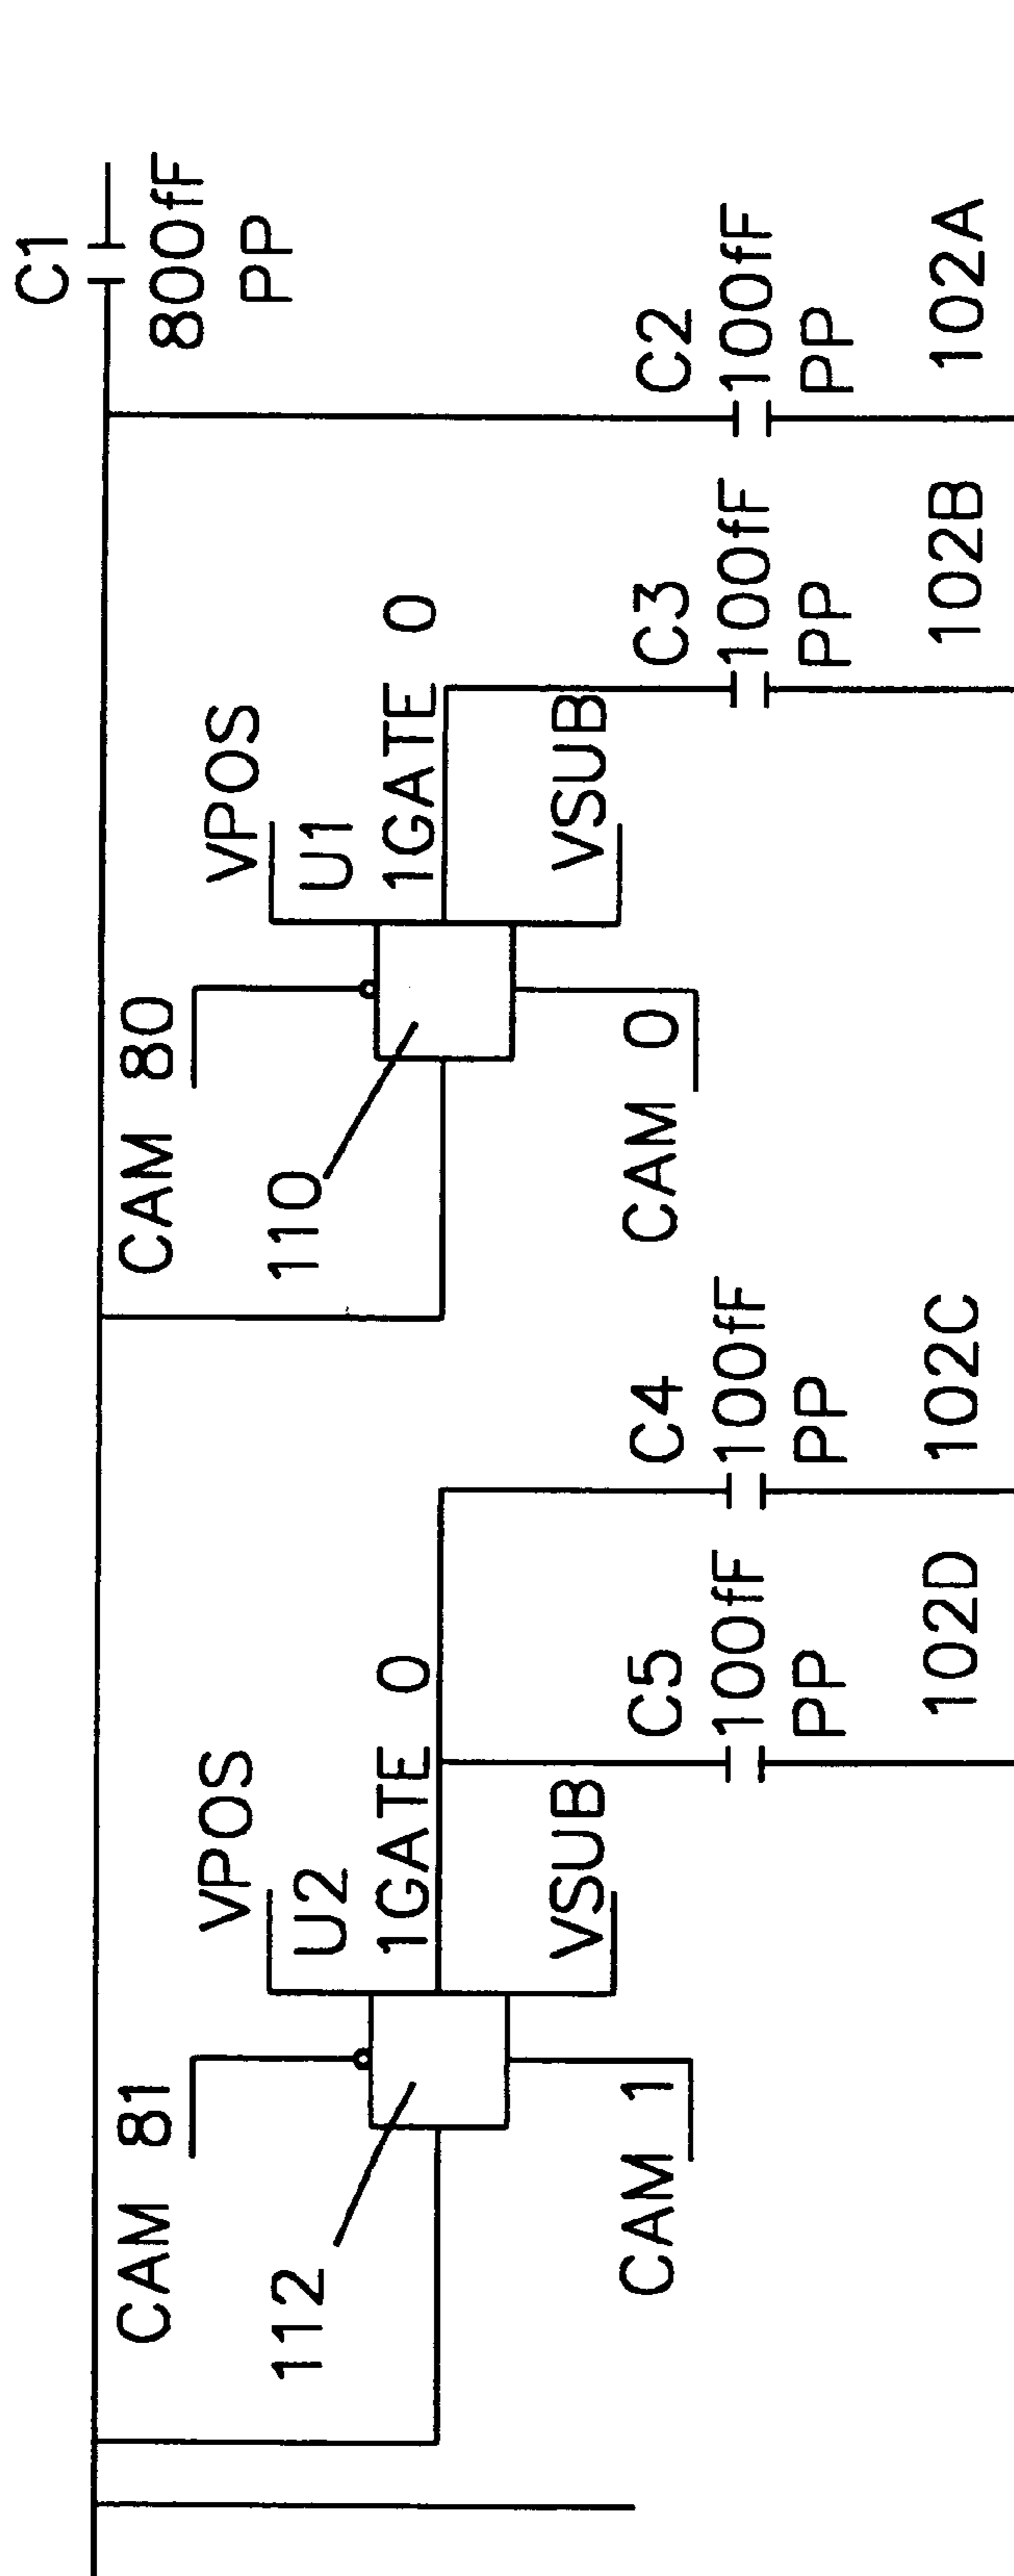 C1
800fF
PP
C2
100fF
PP
102A
C3
100fF
PP
102B
VPOS
U1
1GATE 0
VSUB
CAM 80
110
CAM 0
C4
100fF
PP
102C
C5
100fF
PP
102D
VPOS
U2
1GATE 0
VSUB
CAM 81
112
CAM 1